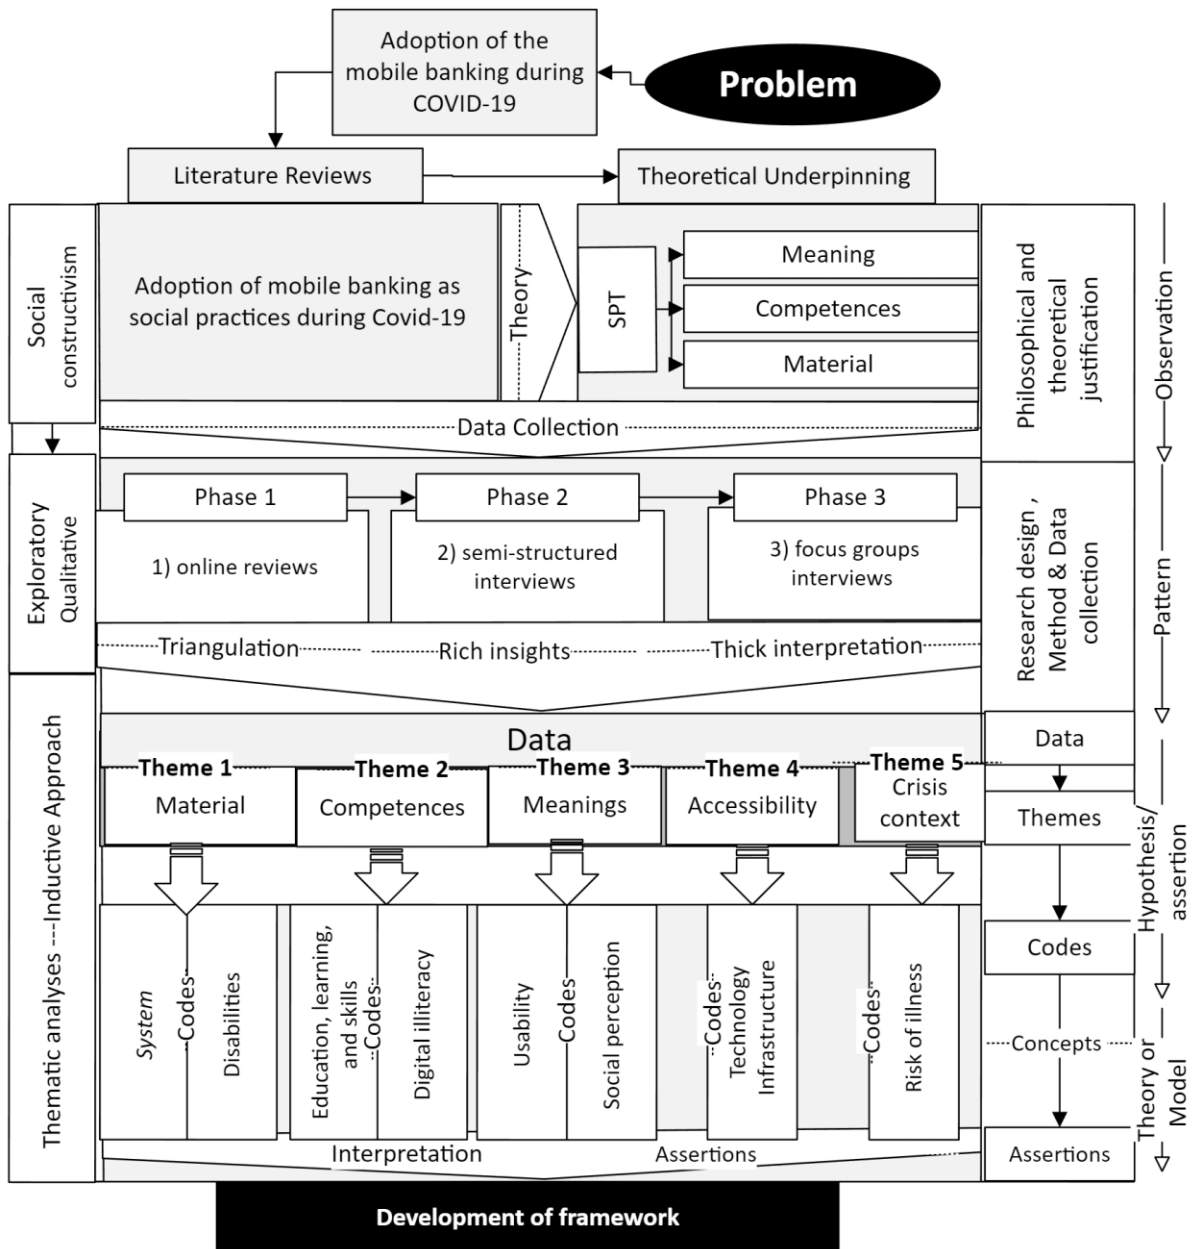 Adoption of the
mobile banking during
COVID-19
Problem
Literature Reviews
Theoretical Underpinning
Social
constructivism
Adoption of mobile banking as
social practices during Covid-19
Theory
SPT
Meaning
Competences
Material
Philosophical and
theoretical
justification
Observation
Data Collection
Exploratory
Qualitative
Phase 1
Phase 2
Phase 3
1) online reviews
2) semi-structured
interviews
3) focus groups
interviews
Research design ,
Method & Data
collection
Pattern
Triangulation
Rich insights
Thick interpretation
Thematic analyses ---Inductive Approach
Data
Theme 1
Material
Theme 2
Competences
Theme 3
Meanings
Theme 4
Accessibility
Theme 5
Crisis
context
Data
Themes
Codes
Concepts
Assertions
Hypothesis/
assertion
Theory or
Model
System
Codes
Disabilities
Education, learning,
and skills
Codes
Digital illiteracy
Usability
Codes
Social perception
Codes
Technology
Infrastructure
Codes
Risk of illness
Interpretation
Assertions
Development of framework